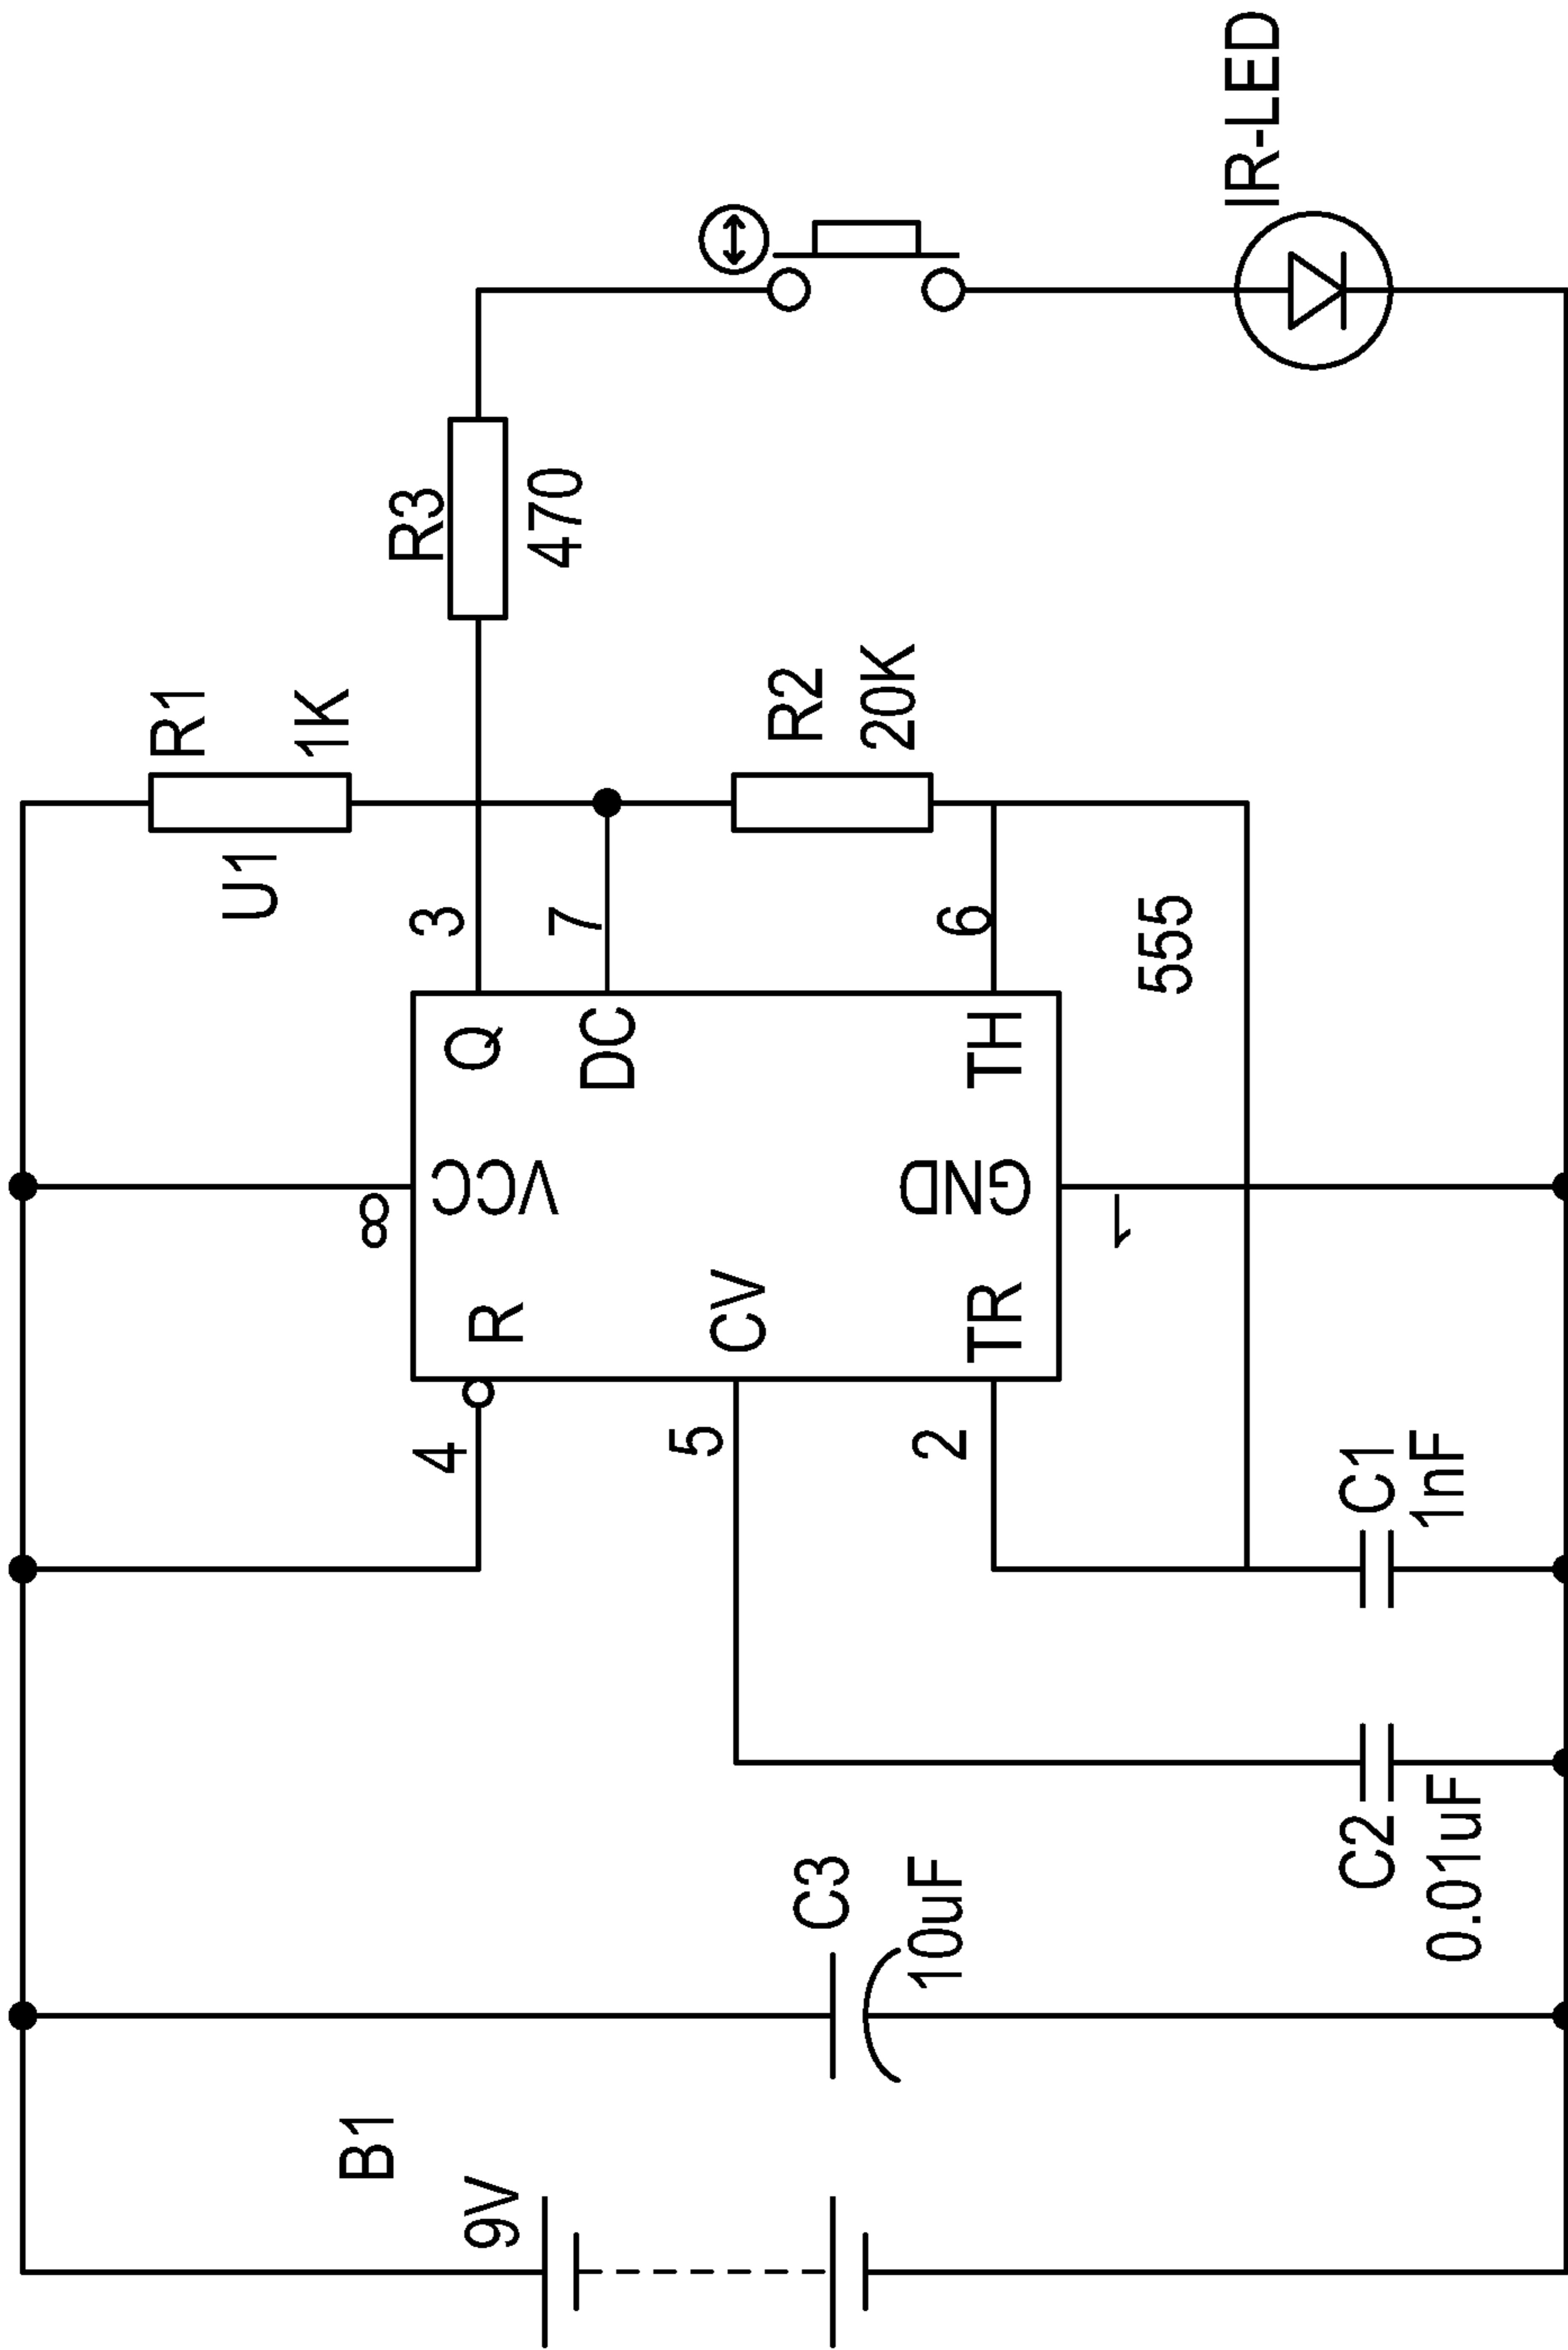 B1
9V
C3
10uF
C2
0.01uF
C1
1nF
4
5
2
8
1
R
CV
TR
VCC
GND
Q
DC
TH
3
7
6
U1
555
R1
1K
R2
20K
R3
470
IR-LED